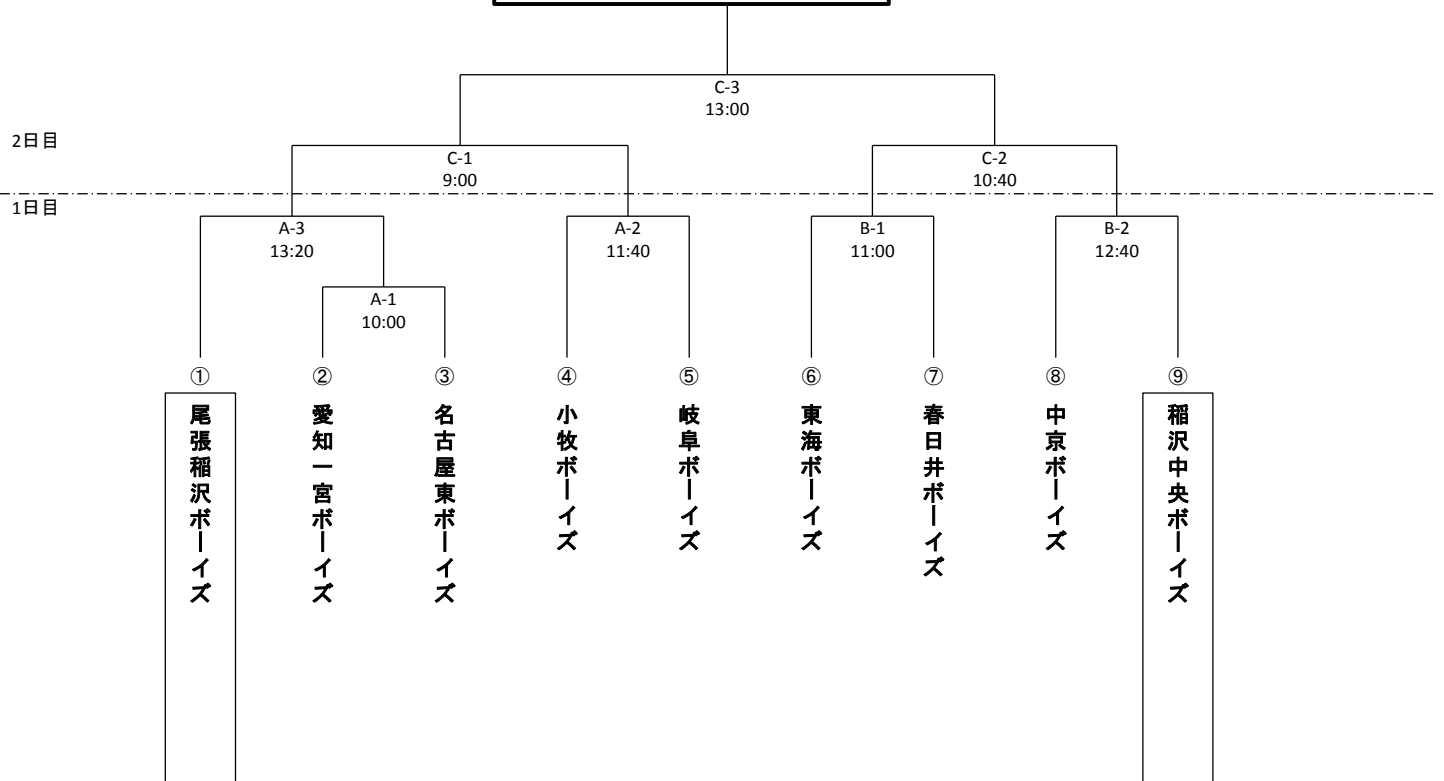 C-3
13:00
2日目
C-1
9:00
C-2
10:40
1日目
A-3
13:20
A-2
11:40
B-1
11:00
B-2
12:40
A-1
10:00
①
②
③
④
⑤
⑥
⑦
⑧
⑨
尾張稲沢ボーイズ
愛知一宮ボーイズ
名古屋東ボーイズ
小牧ボーイズ
岐阜ボーイズ
東海ボーイズ
春日井ボーイズ
中京ボーイズ
稲沢中央ボーイズ